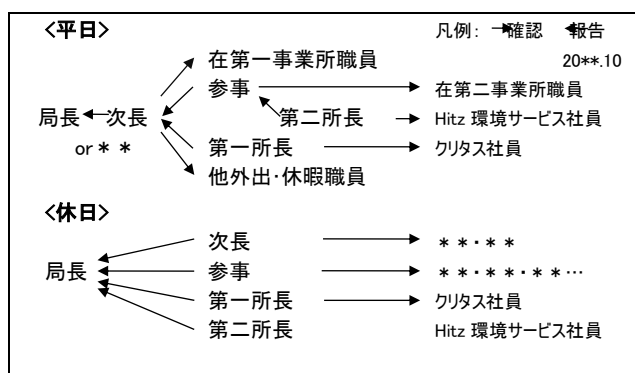 <平日> 凡例: 確認 報告
20**.10
在第一事業所職員
参事 在第二事業所職員
局長 次長 第二所長 Hitz 環境サービス社員
or** 第一所長 クリタス社員
他外出・休暇職員
<休日>
次長 **・**
局長 参事 **・**・**…
第一所長 クリタス社員
第二所長 Hitz 環境サービス社員